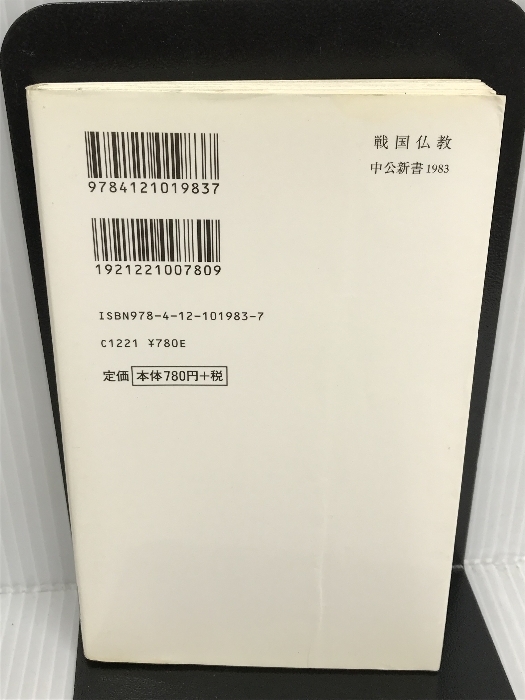 戦国仏教
中公新書 1983
9784121019837
1921221007809
ISBN978-4-12-101983-7
C1221 ¥780E
定価 本体780円+税